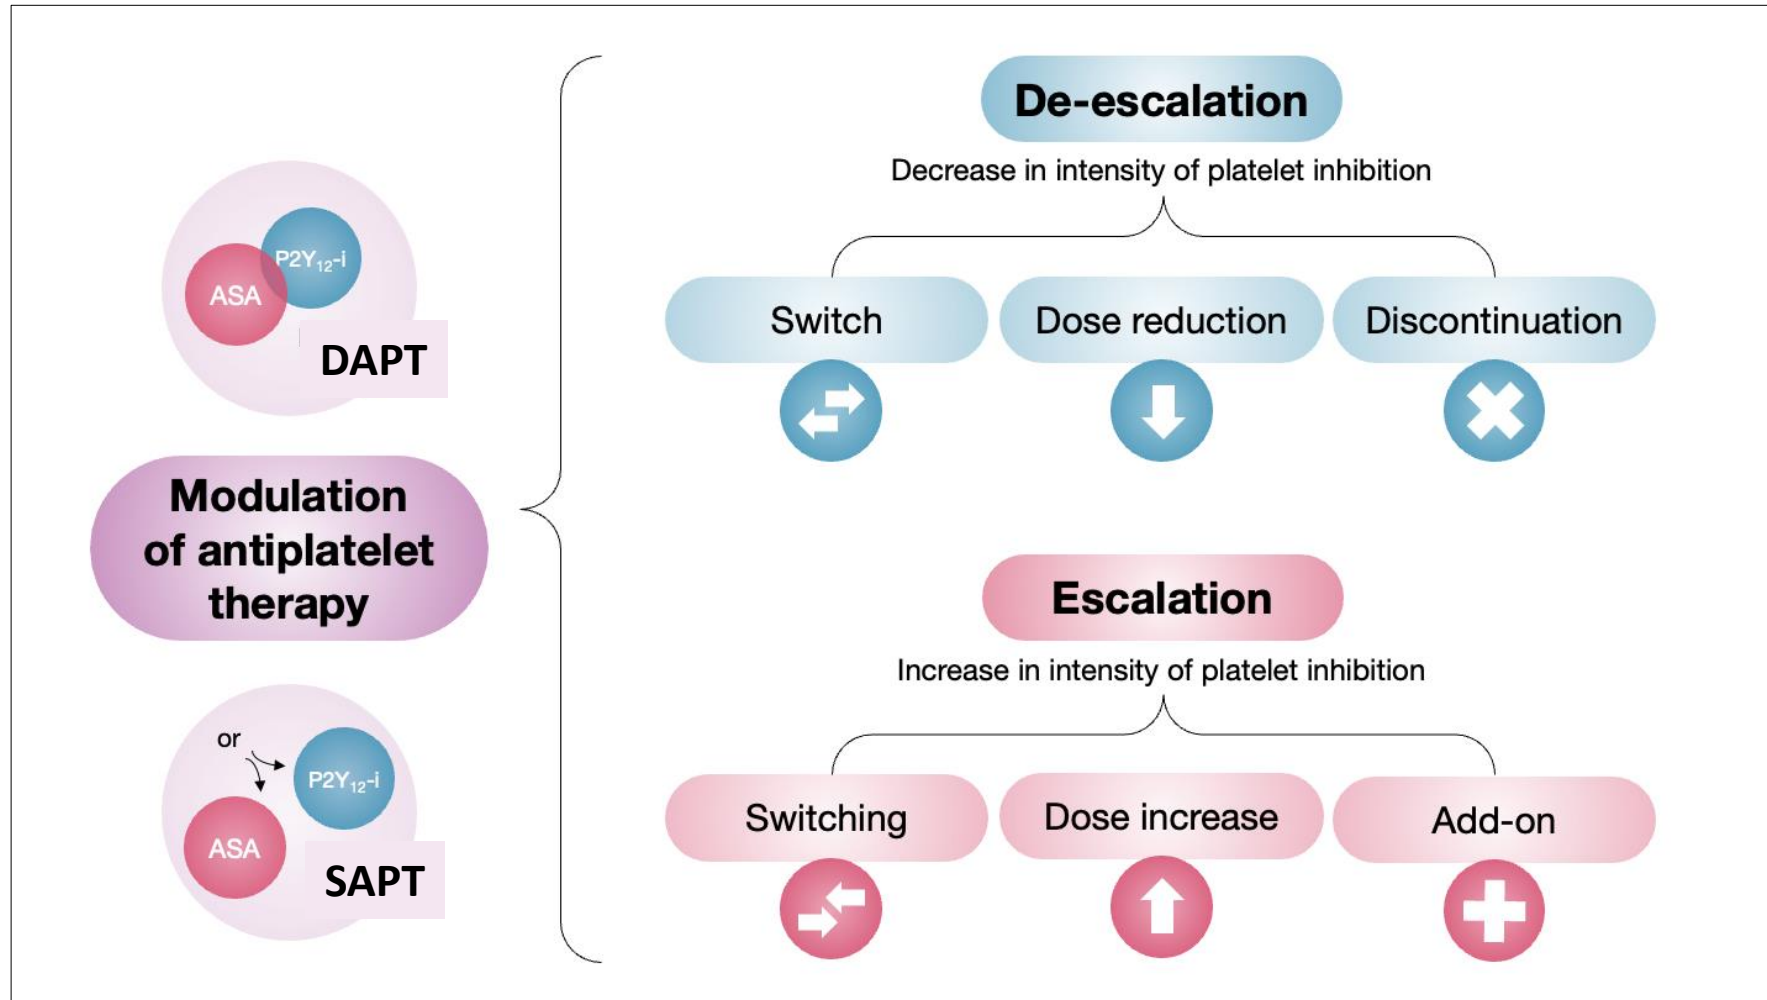 P2Y₁₂-i
ASA
DAPT
Modulation
of antiplatelet
therapy
or
P2Y₁₂-i
ASA
SAPT
De-escalation
Decrease in intensity of platelet inhibition
Switch
Dose reduction
Discontinuation
Escalation
Increase in intensity of platelet inhibition
Switching
Dose increase
Add-on